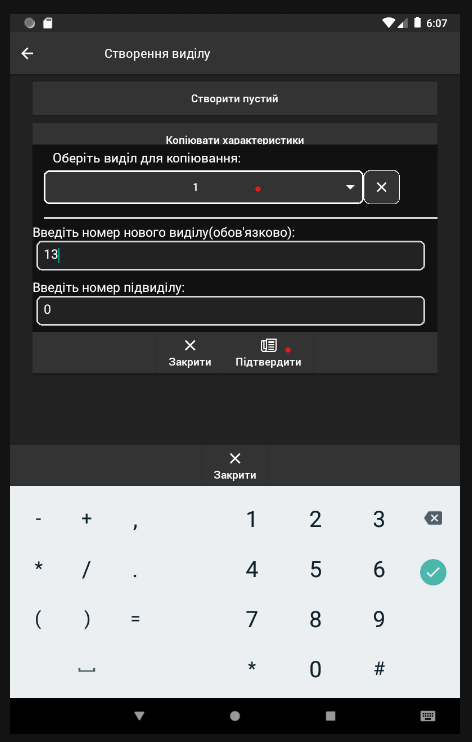 6:07
Створення виділу
Створити пустий
Копіювати характеристики
Оберіть виділ для копіювання:
1
Введіть номер нового виділу(обов'язково):
13
Введіть номер підвиділу:
0
Закрити Підтвердити
Закрити
- + , 1 2 3
* / . 4 5 6
( ) = 7 8 9
* 0 #